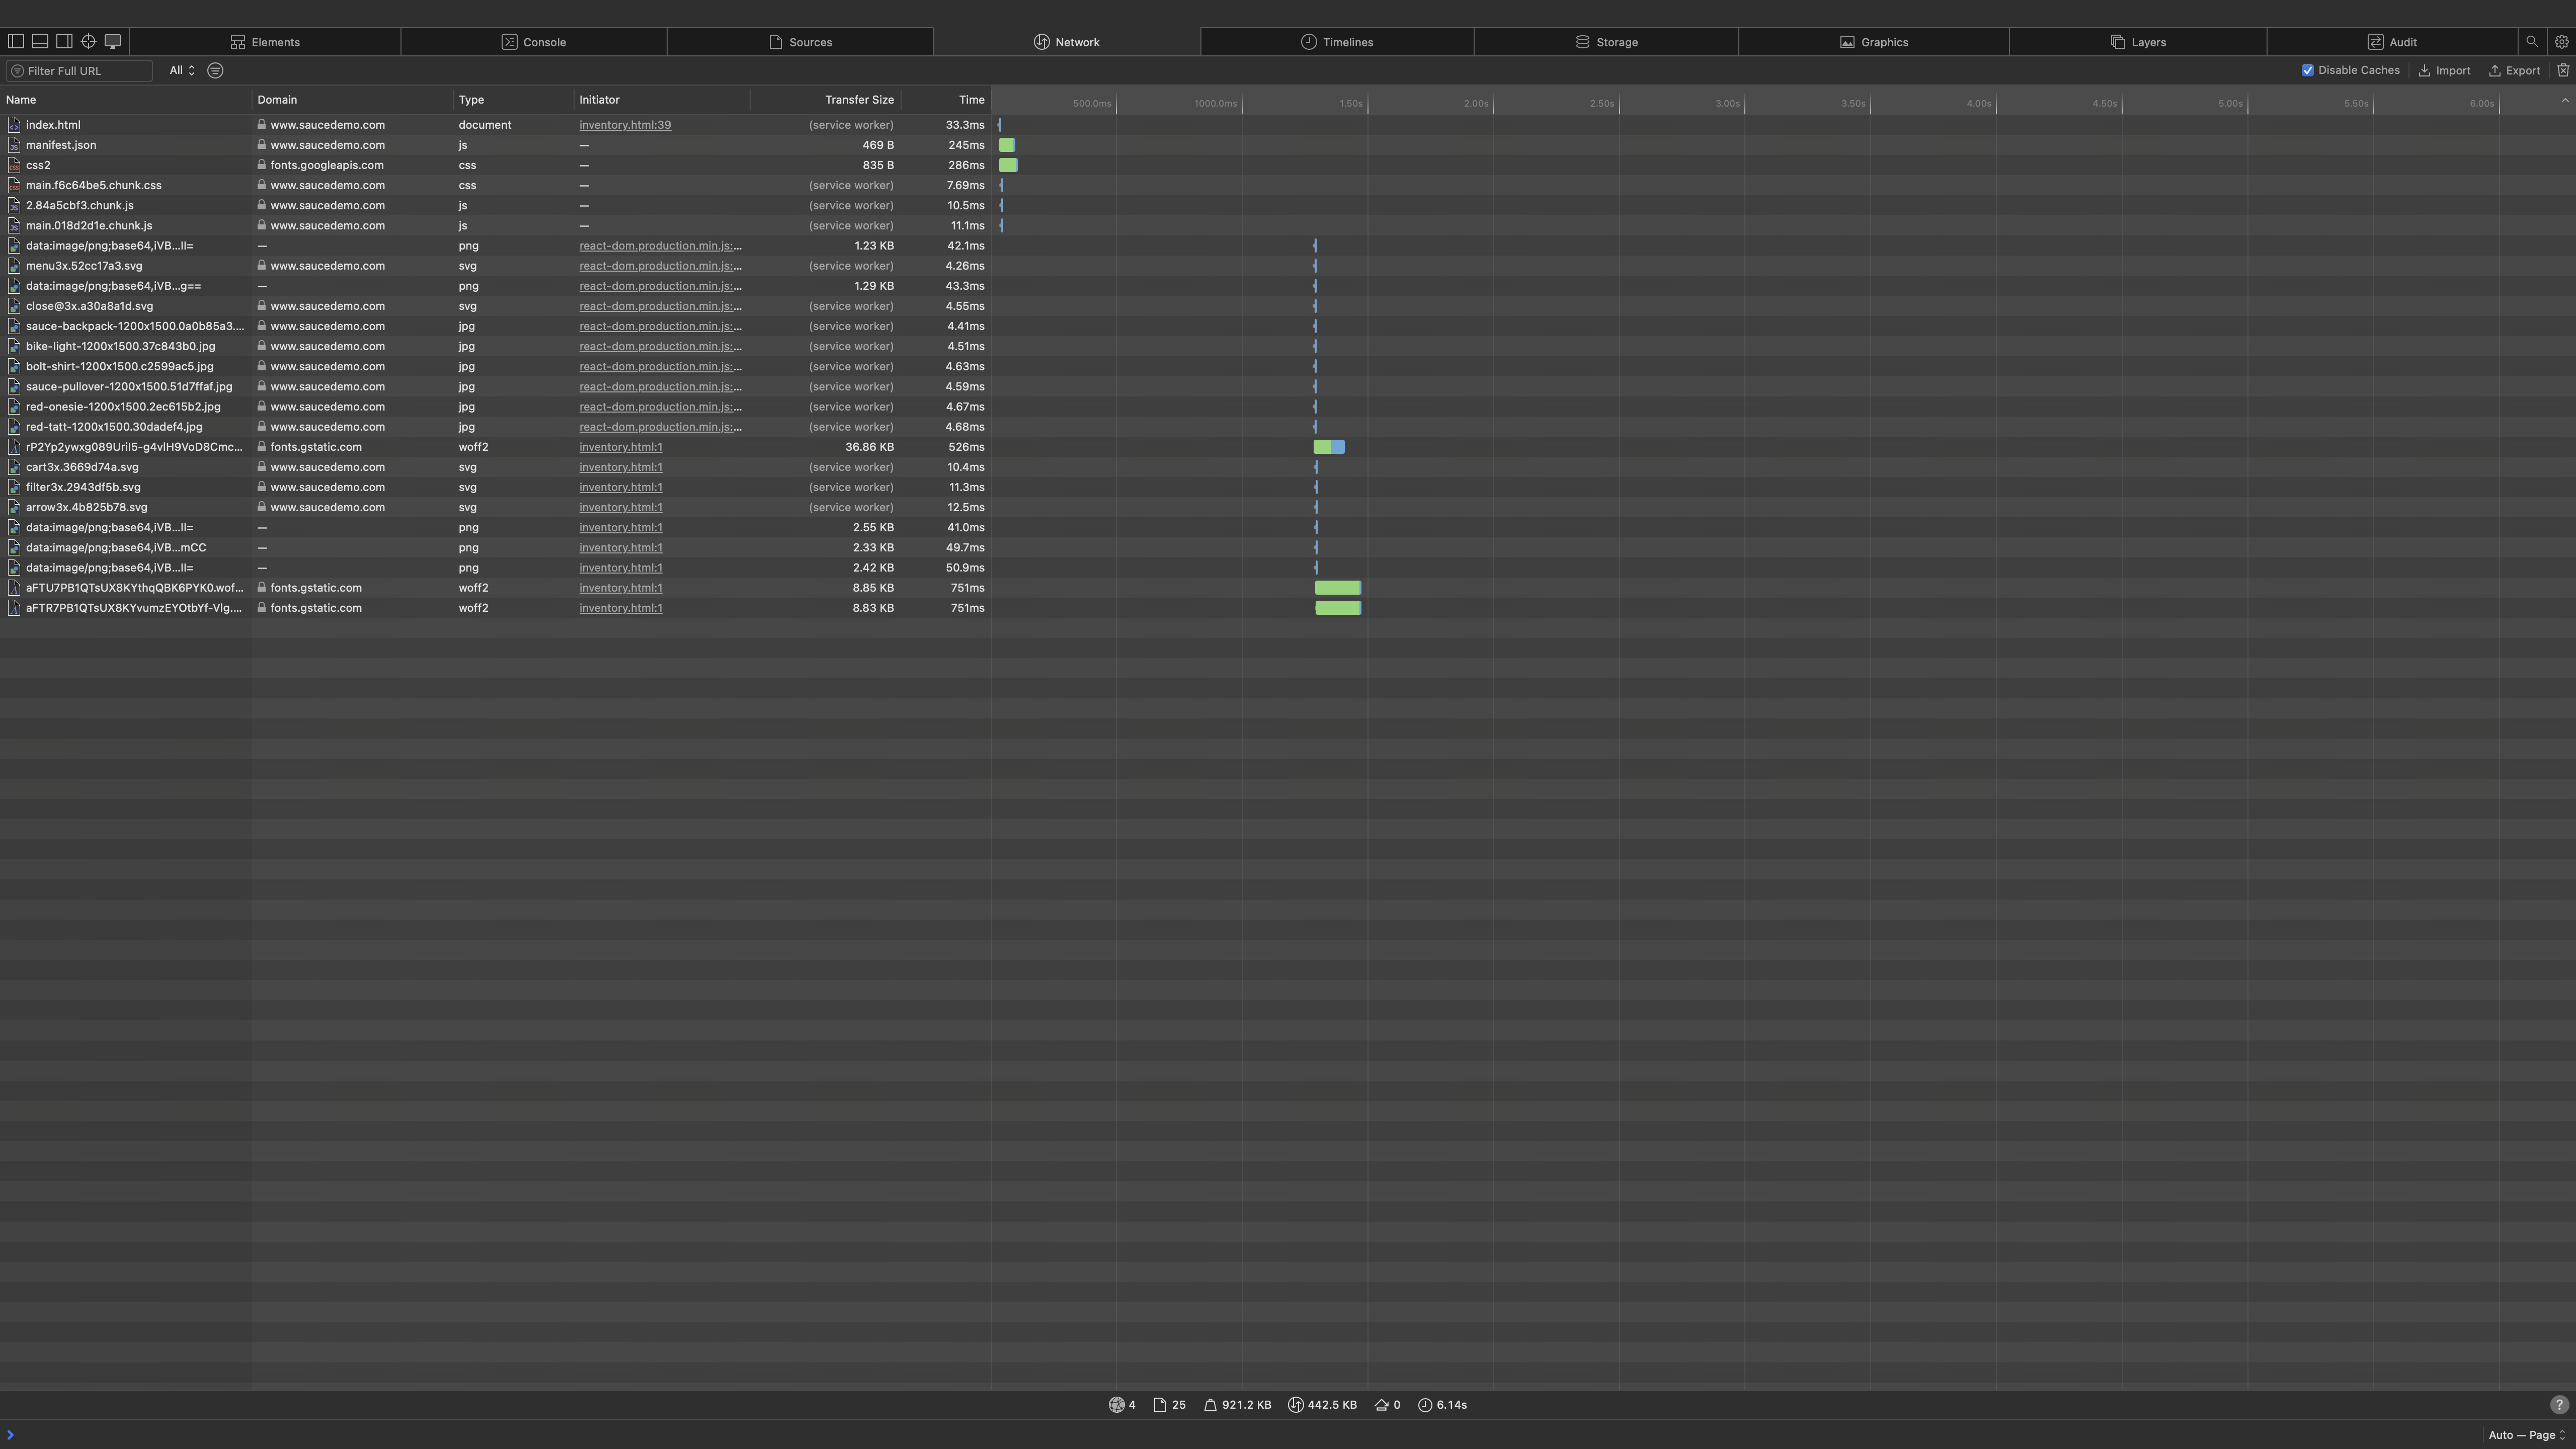 Elements Console Sources Network Timelines Storage Graphics Layers Audit
Filter Full URL All Disable Caches Import Export
Name Domain Type Initiator Transfer Size Time 500.0ms 1000.0ms 1.50s 2.00s 2.50s 3.00s 3.50s 4.00s 4.50s 5.00s 5.50s 6.00s
index.html www.saucedemo.com document inventory.html:39 (service worker) 33.3ms
manifest.json www.saucedemo.com js — 469 B 245ms
css2 fonts.googleapis.com css — 835 B 286ms
main.f6c64be5.chunk.css www.saucedemo.com css — (service worker) 7.69ms
2.84a5cbf3.chunk.js www.saucedemo.com js — (service worker) 10.5ms
main.018d2d1e.chunk.js www.saucedemo.com js — (service worker) 11.1ms
data:image/png;base64,iVB…II= — png react-dom.production.min.js:… 1.23 KB 42.1ms
menu3x.52cc17a3.svg www.saucedemo.com svg react-dom.production.min.js:… (service worker) 4.26ms
data:image/png;base64,iVB…g== — png react-dom.production.min.js:… 1.29 KB 43.3ms
close@3x.a30a8a1d.svg www.saucedemo.com svg react-dom.production.min.js:… (service worker) 4.55ms
sauce-backpack-1200x1500.0a0b85a3.… www.saucedemo.com jpg react-dom.production.min.js:… (service worker) 4.41ms
bike-light-1200x1500.37c843b0.jpg www.saucedemo.com jpg react-dom.production.min.js:… (service worker) 4.51ms
bolt-shirt-1200x1500.c2599ac5.jpg www.saucedemo.com jpg react-dom.production.min.js:… (service worker) 4.63ms
sauce-pullover-1200x1500.51d7ffaf.jpg www.saucedemo.com jpg react-dom.production.min.js:… (service worker) 4.59ms
red-onesie-1200x1500.2ec615b2.jpg www.saucedemo.com jpg react-dom.production.min.js:… (service worker) 4.67ms
red-tatt-1200x1500.30dadef4.jpg www.saucedemo.com jpg react-dom.production.min.js:… (service worker) 4.68ms
rP2Yp2ywxg089UriI5-g4vlH9VoD8Cmc… fonts.gstatic.com woff2 inventory.html:1 36.86 KB 526ms
cart3x.3669d74a.svg www.saucedemo.com svg inventory.html:1 (service worker) 10.4ms
filter3x.2943df5b.svg www.saucedemo.com svg inventory.html:1 (service worker) 11.3ms
arrow3x.4b825b78.svg www.saucedemo.com svg inventory.html:1 (service worker) 12.5ms
data:image/png;base64,iVB…II= — png inventory.html:1 2.55 KB 41.0ms
data:image/png;base64,iVB…mCC — png inventory.html:1 2.33 KB 49.7ms
data:image/png;base64,iVB…II= — png inventory.html:1 2.42 KB 50.9ms
aFTU7PB1QTsUX8KYthqQBK6PYK0.wof… fonts.gstatic.com woff2 inventory.html:1 8.85 KB 751ms
aFTR7PB1QTsUX8KYvumzEYOtbYf-Vlg.… fonts.gstatic.com woff2 inventory.html:1 8.83 KB 751ms
4 25 921.2 KB 442.5 KB 0 6.14s ?
Auto — Page